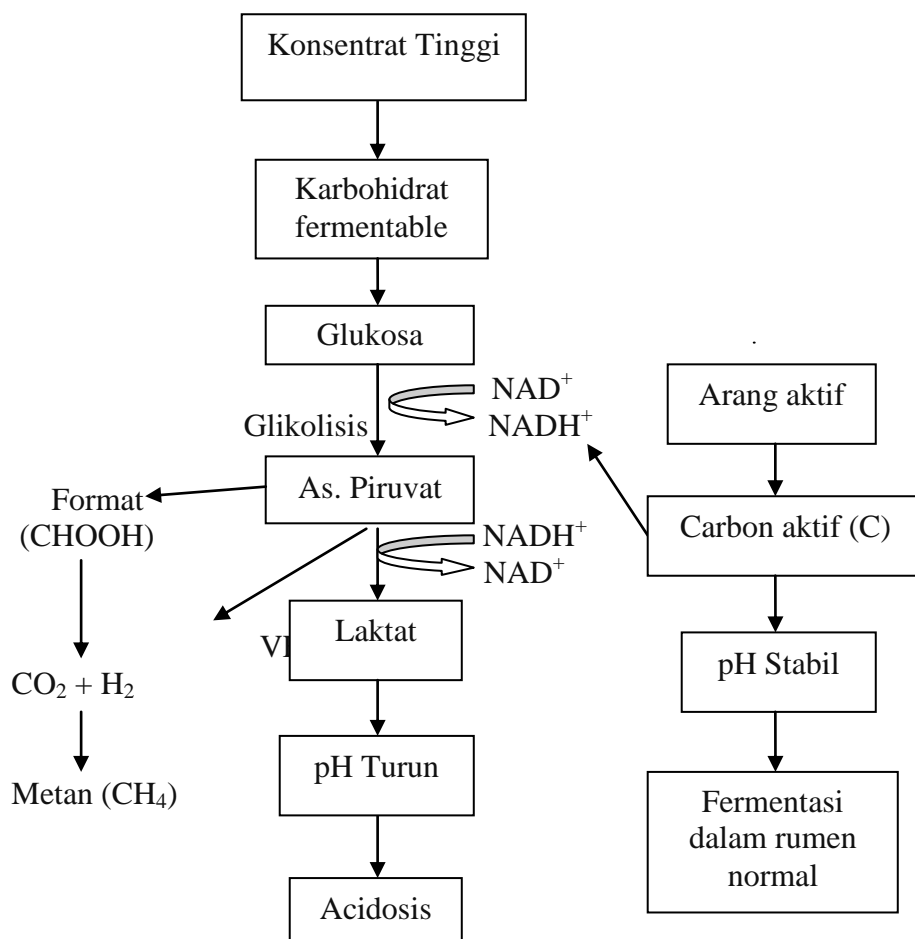 Konsentrat Tinggi
Karbohidrat
fermentable
Glukosa
NAD⁺
NADH⁺
Glikolisis
As. Piruvat
NADH⁺
NAD⁺
Format
(CHOOH)
CO₂ + H₂
Metan (CH₄)
Laktat
pH Turun
Acidosis
Arang aktif
Carbon aktif (C)
pH Stabil
Fermentasi
dalam rumen
normal